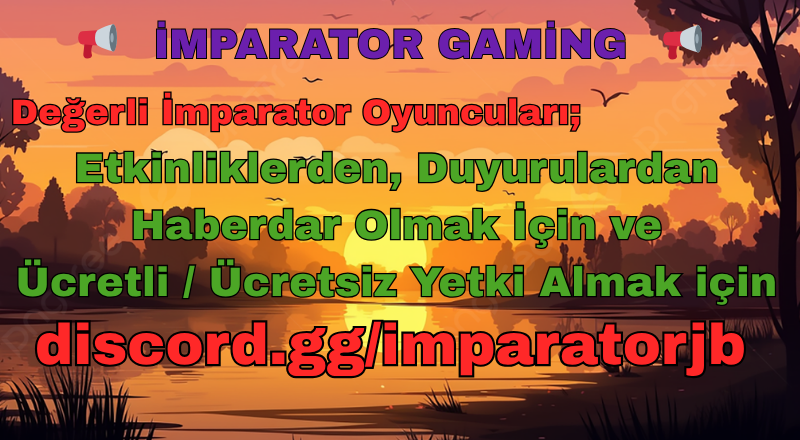 İMPARATOR GAMİNG
Değerli İmparator Oyuncuları;
Etkinliklerden, Duyurulardan
Haberdar Olmak İçin ve
Ücretli / Ücretsiz Yetki Almak için
discord.gg/imparatorjb